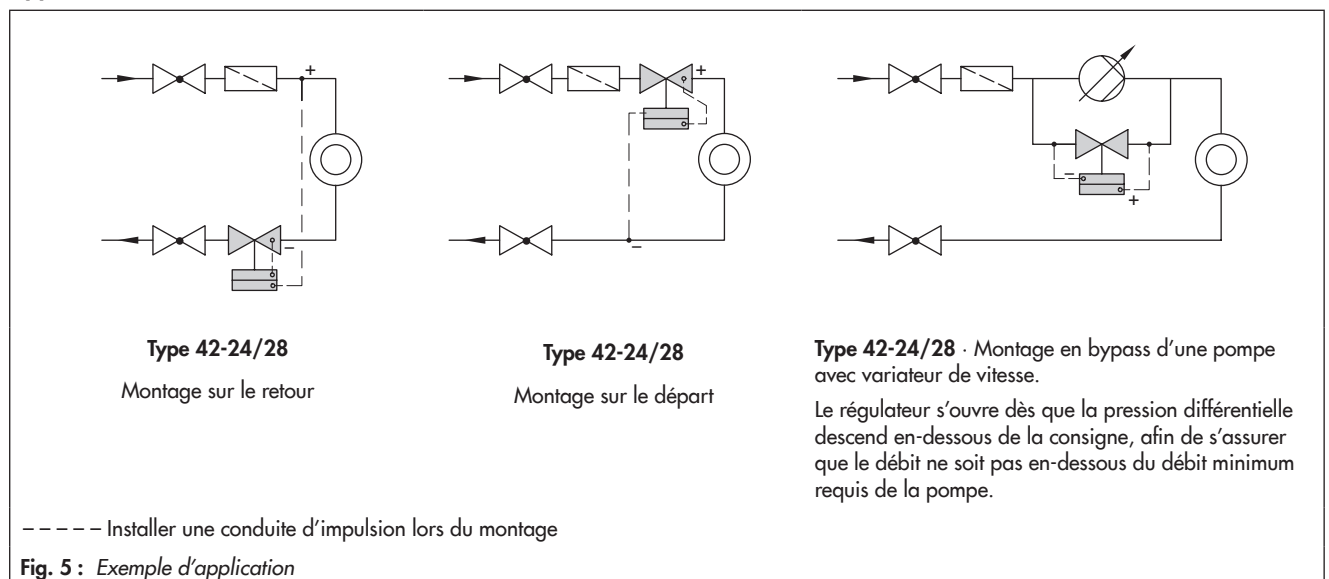 +
–
Type 42-24/28
Montage sur le retour
+
–
Type 42-24/28
Montage sur le départ
–
+
Type 42-24/28 · Montage en bypass d’une pompe
avec variateur de vitesse.
Le régulateur s’ouvre dès que la pression différentielle
descend en-dessous de la consigne, afin de s’assurer
que le débit ne soit pas en-dessous du débit minimum
requis de la pompe.
– – – – – Installer une conduite d’impulsion lors du montage
Fig. 5 : Exemple d’application